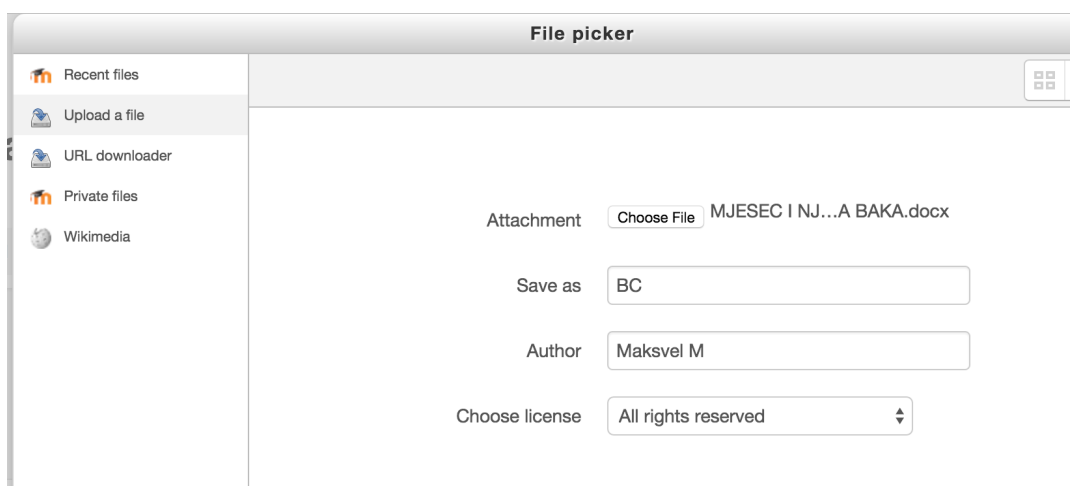 File picker
Recent files
Upload a file
URL downloader
Private files
Wikimedia
Attachment Choose File MJESEC I NJ...A BAKA.docx
Save as BC
Author Maksvel M
Choose license All rights reserved